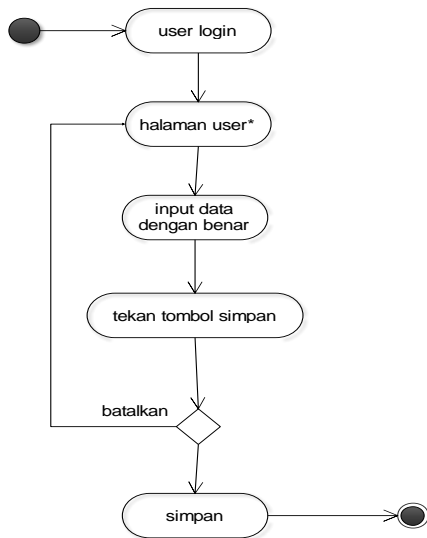 user login
halaman user*
input data
dengan benar
tekan tombol simpan
batalkan
simpan